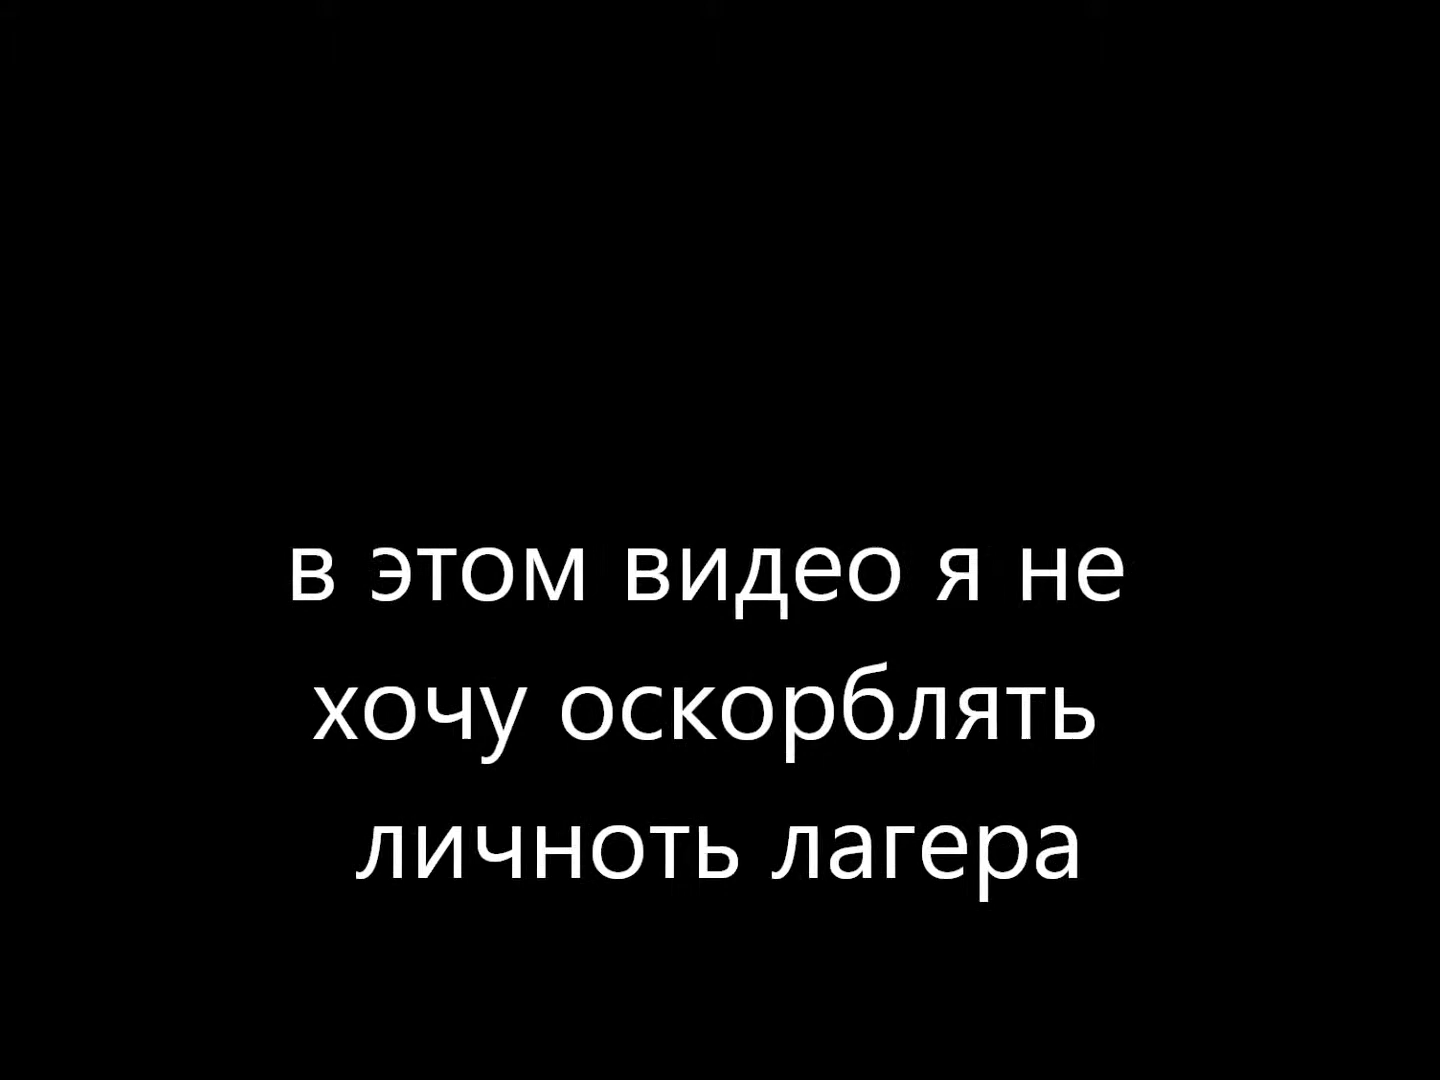 в этом видео я не
хочу оскорблять
личноть лагера